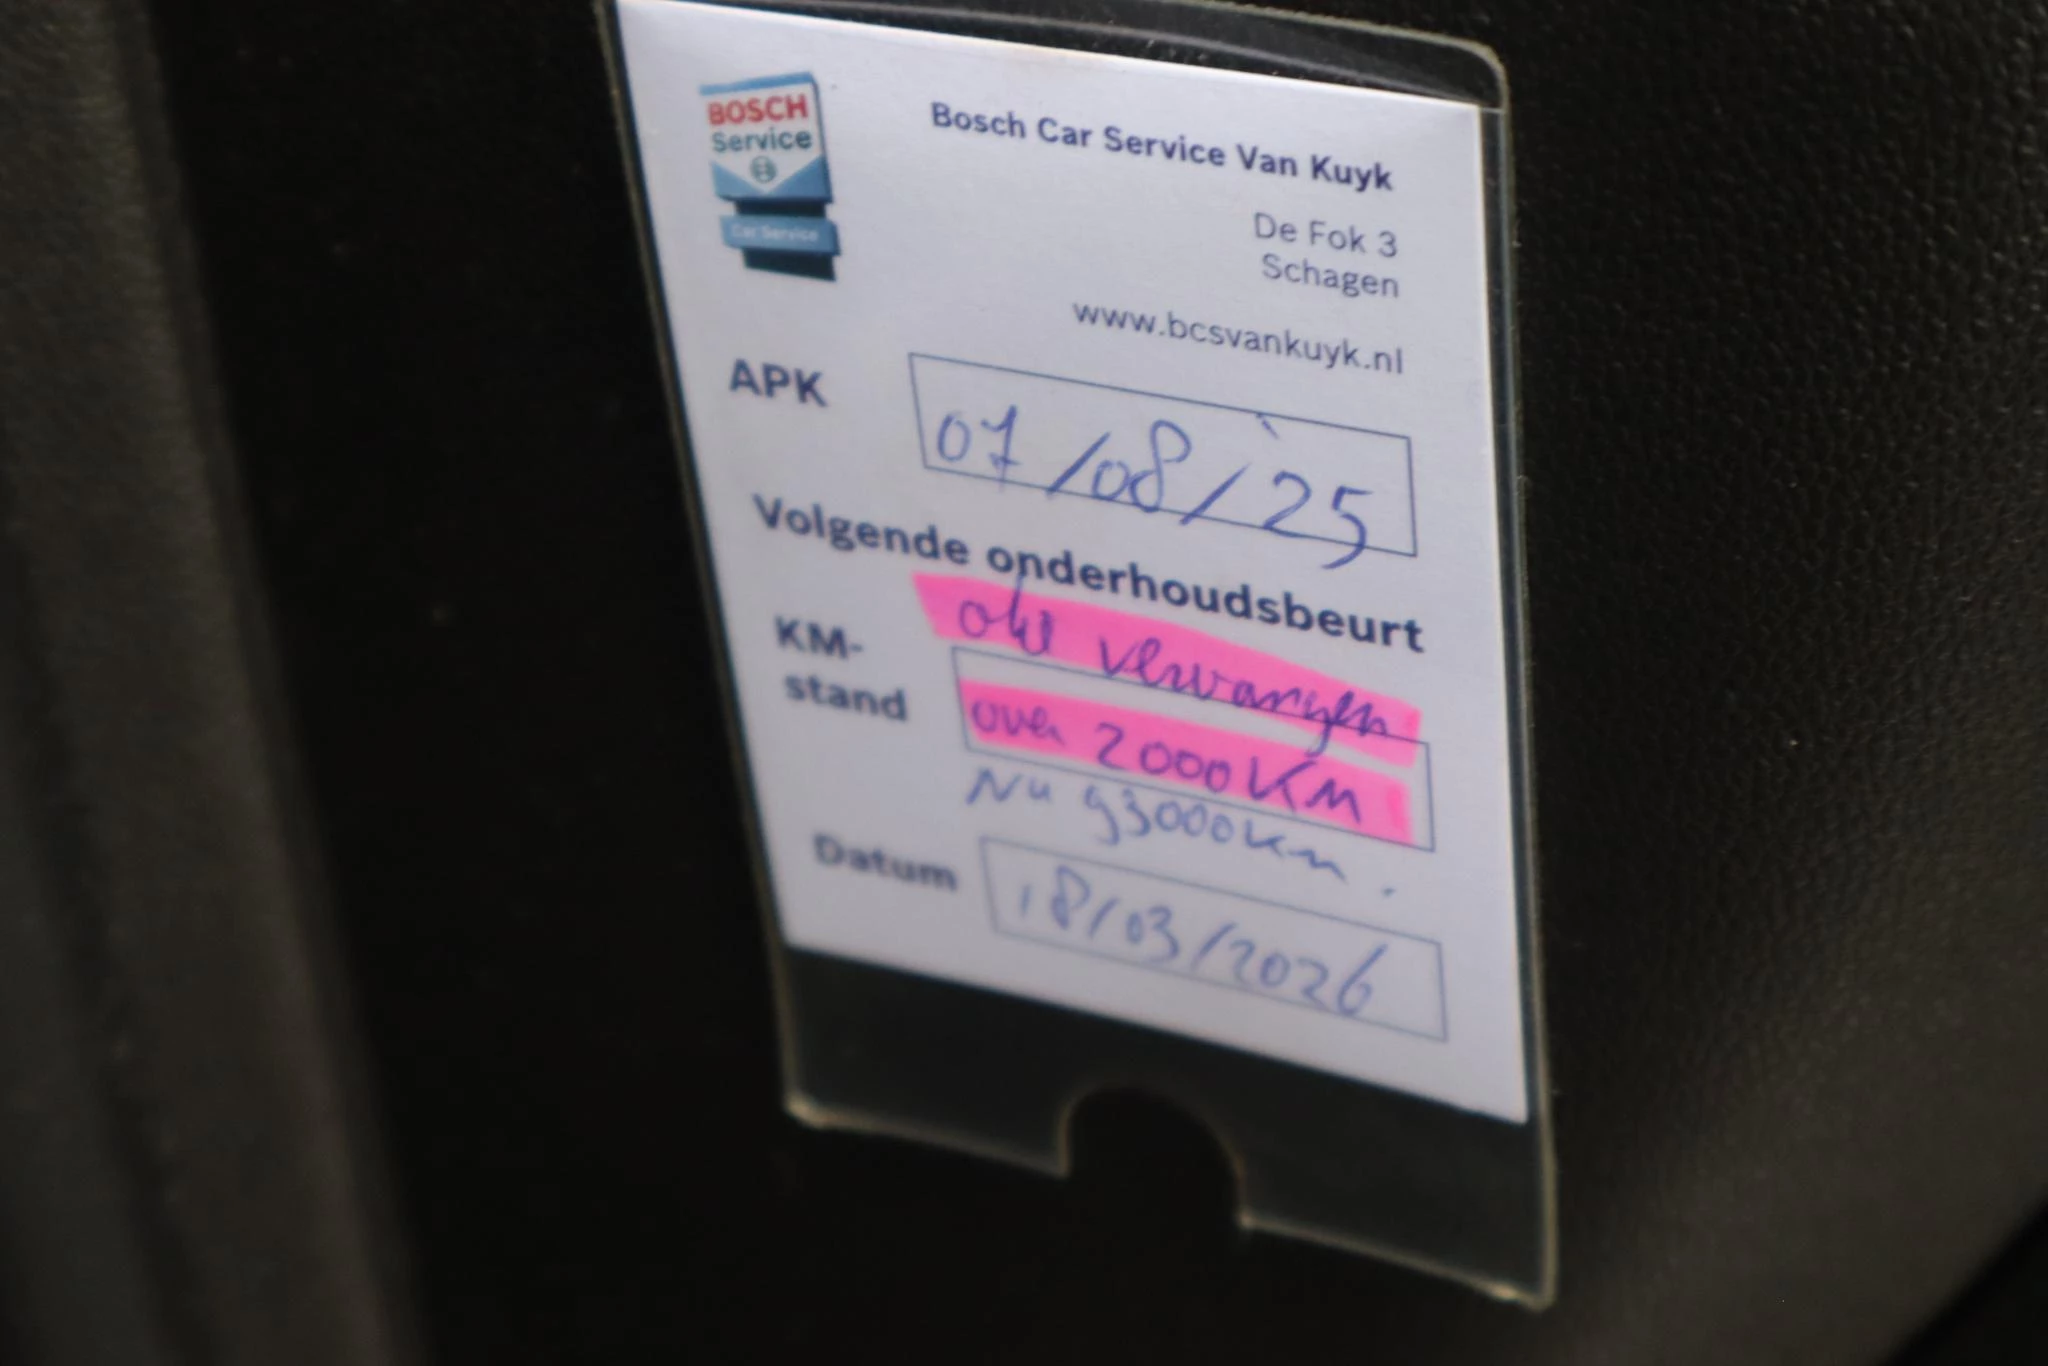 BOSCH
Service
Car Service
Bosch Car Service Van Kuyk
De Fok 3
Schagen
www.bcsvankuyk.nl
APK
07/08/25
Volgende onderhoudsbeurt
olie vervangen
KM-
stand
over 2000 KM
Nu 93000 km.
Datum
18/03/2026